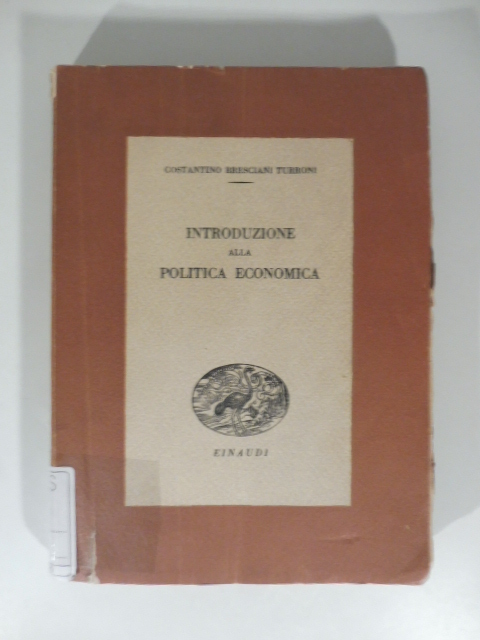 COSTANTINO BRESCIANI TURRONI
INTRODUZIONE
ALLA
POLITICA ECONOMICA
EINAUDI